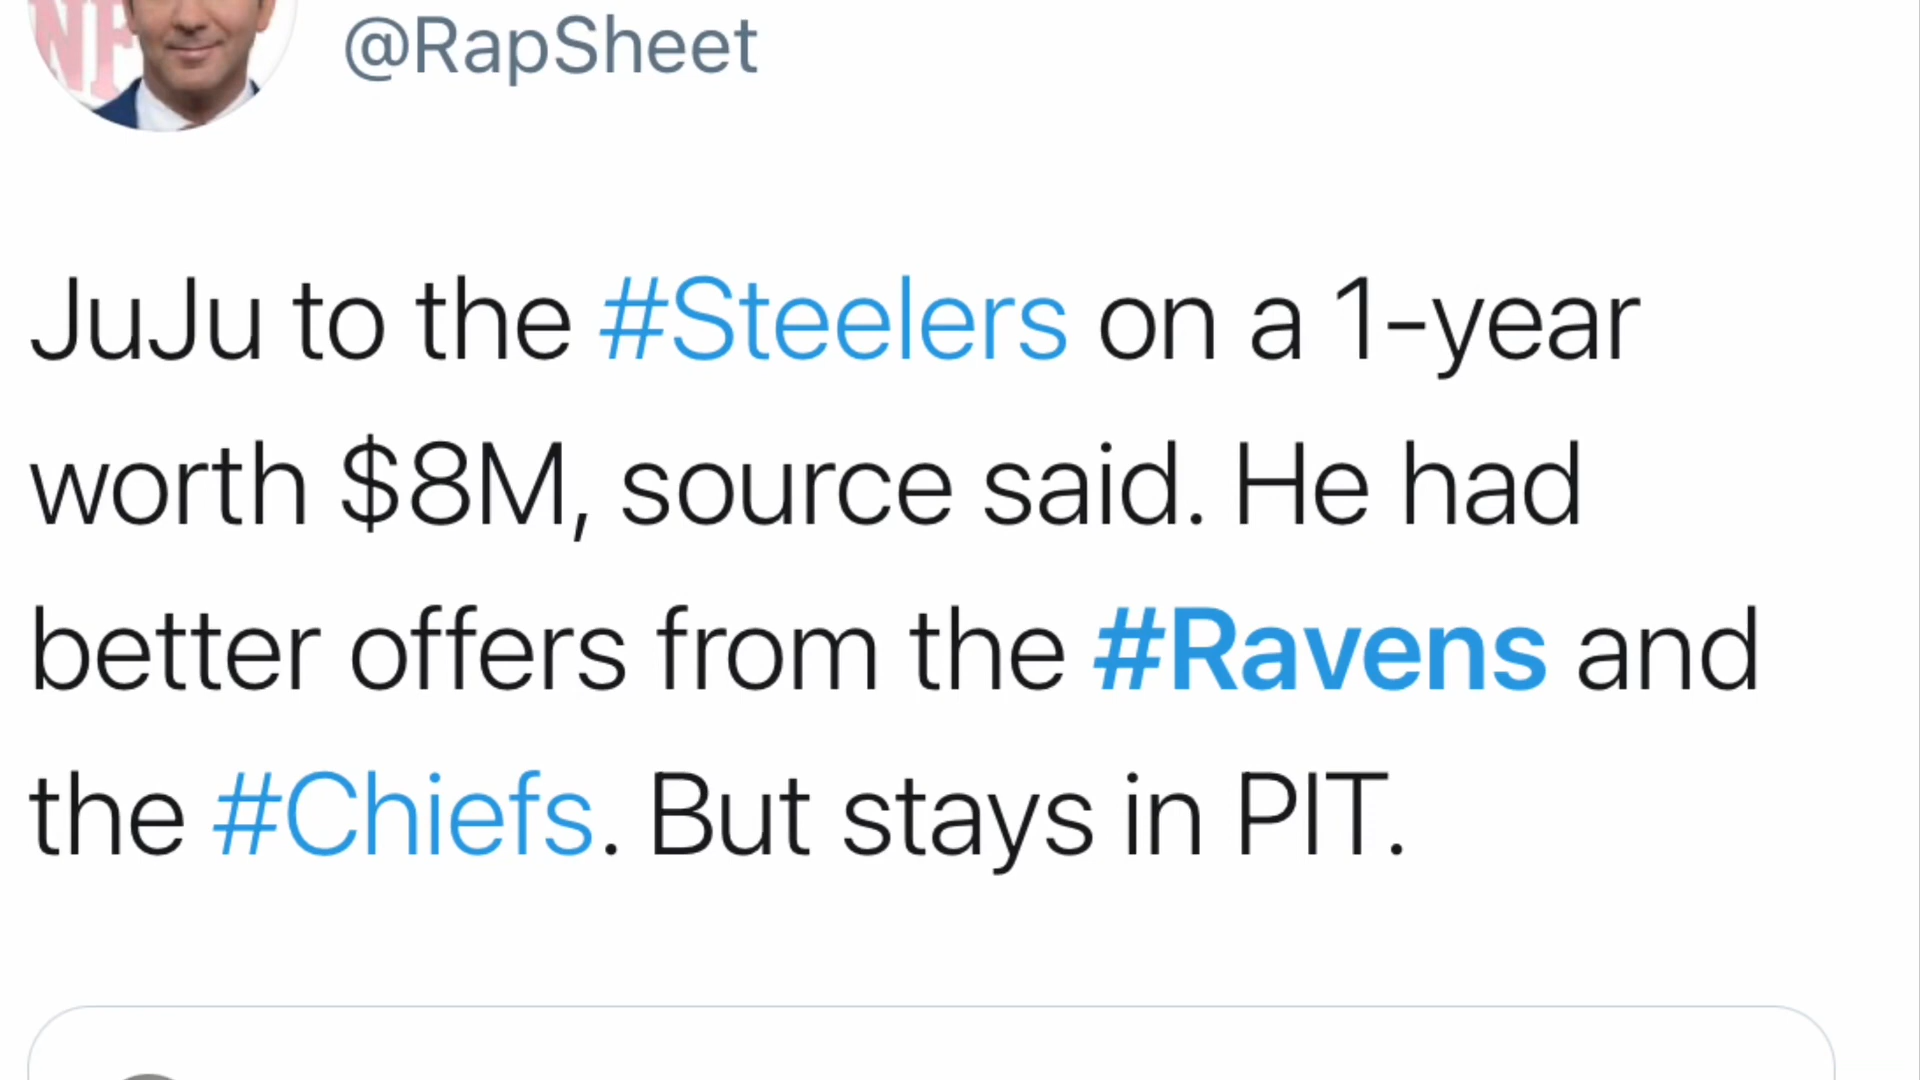 @RapSheet
JuJu to the #Steelers on a 1-year
worth $8M, source said. He had
better offers from the #Ravens and
the #Chiefs. But stays in PIT.